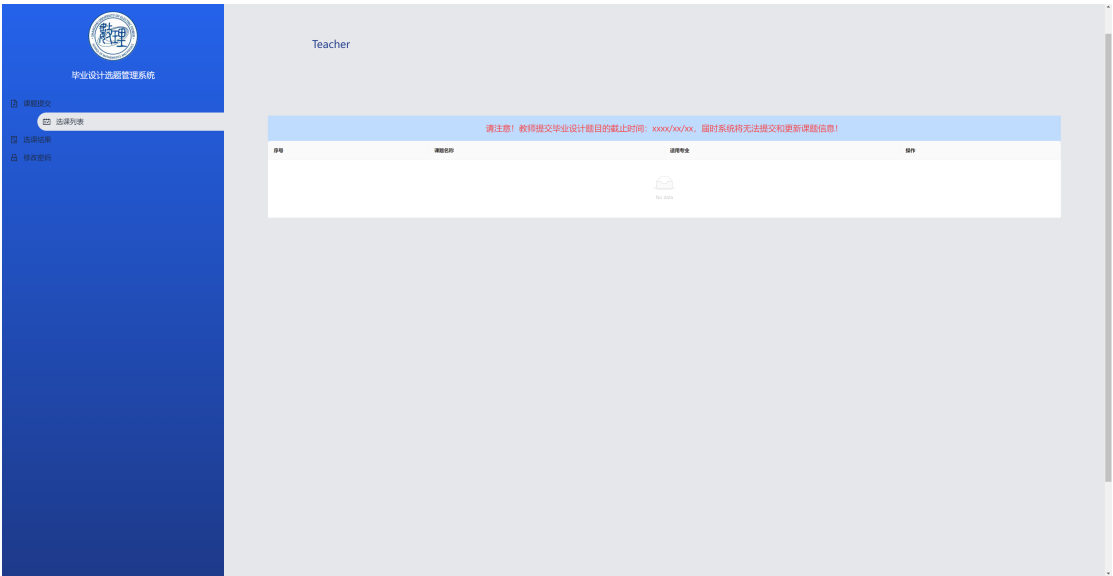 数理
毕业设计选题管理系统
课题提交
选课列表
选课结果
修改密码
Teacher
请注意！教师提交毕业设计题目的截止时间：xxxx/xx/xx，届时系统将无法提交和更新课题信息！
序号 课题名称 适用专业 操作
No data